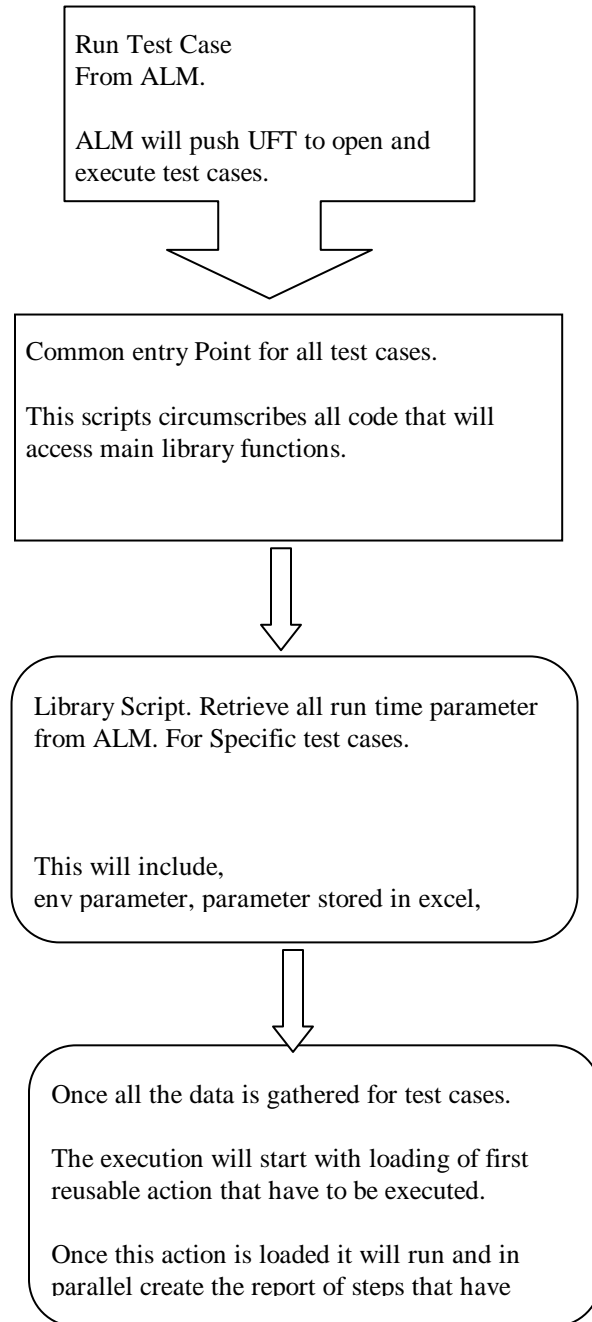 Run Test Case
From ALM.
ALM will push UFT to open and
execute test cases.
Common entry Point for all test cases.
This scripts circumscribes all code that will
access main library functions.
Library Script. Retrieve all run time parameter
from ALM. For Specific test cases.
This will include,
env parameter, parameter stored in excel,
Once all the data is gathered for test cases.
The execution will start with loading of first
reusable action that have to be executed.
Once this action is loaded it will run and in
parallel create the report of steps that have